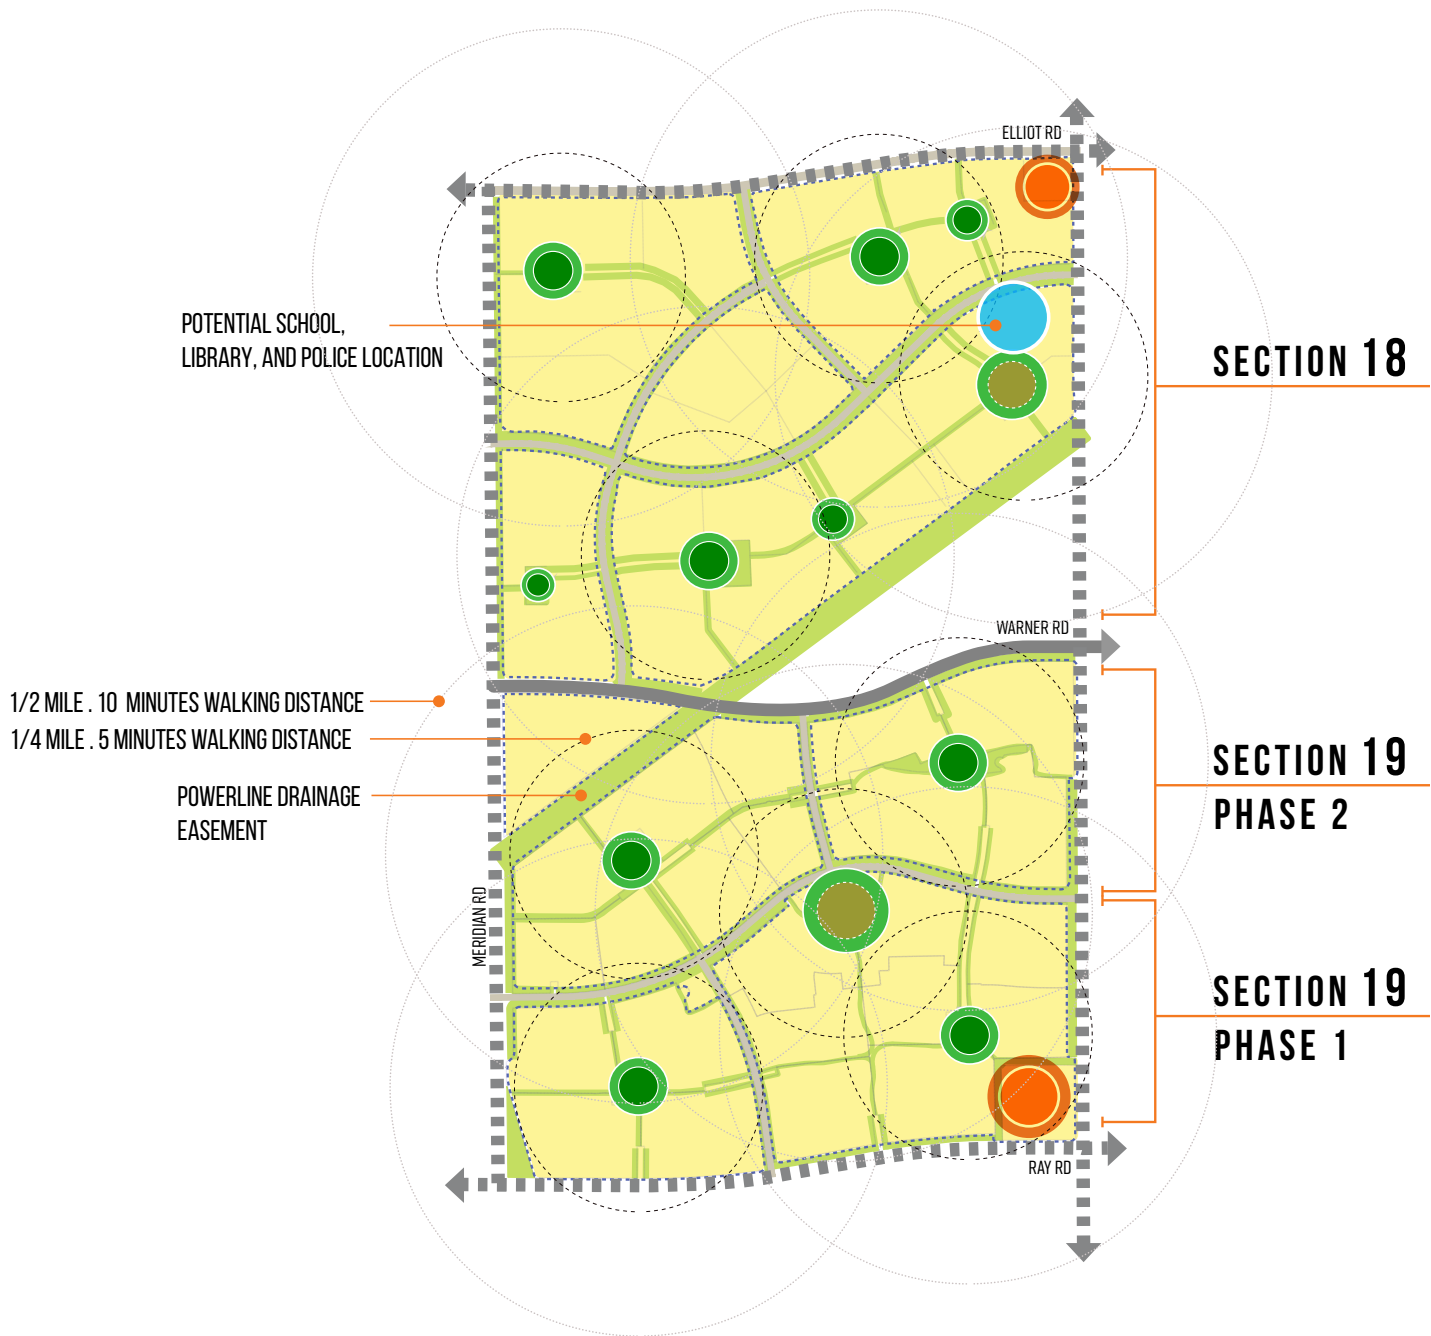 ELLIOT RD
POTENTIAL SCHOOL,
LIBRARY, AND POLICE LOCATION
SECTION 18
WARNER RD
1/2 MILE . 10 MINUTES WALKING DISTANCE
1/4 MILE . 5 MINUTES WALKING DISTANCE
SECTION 19
PHASE 2
POWERLINE DRAINAGE
EASEMENT
MERIDIAN RD
SECTION 19
PHASE 1
RAY RD